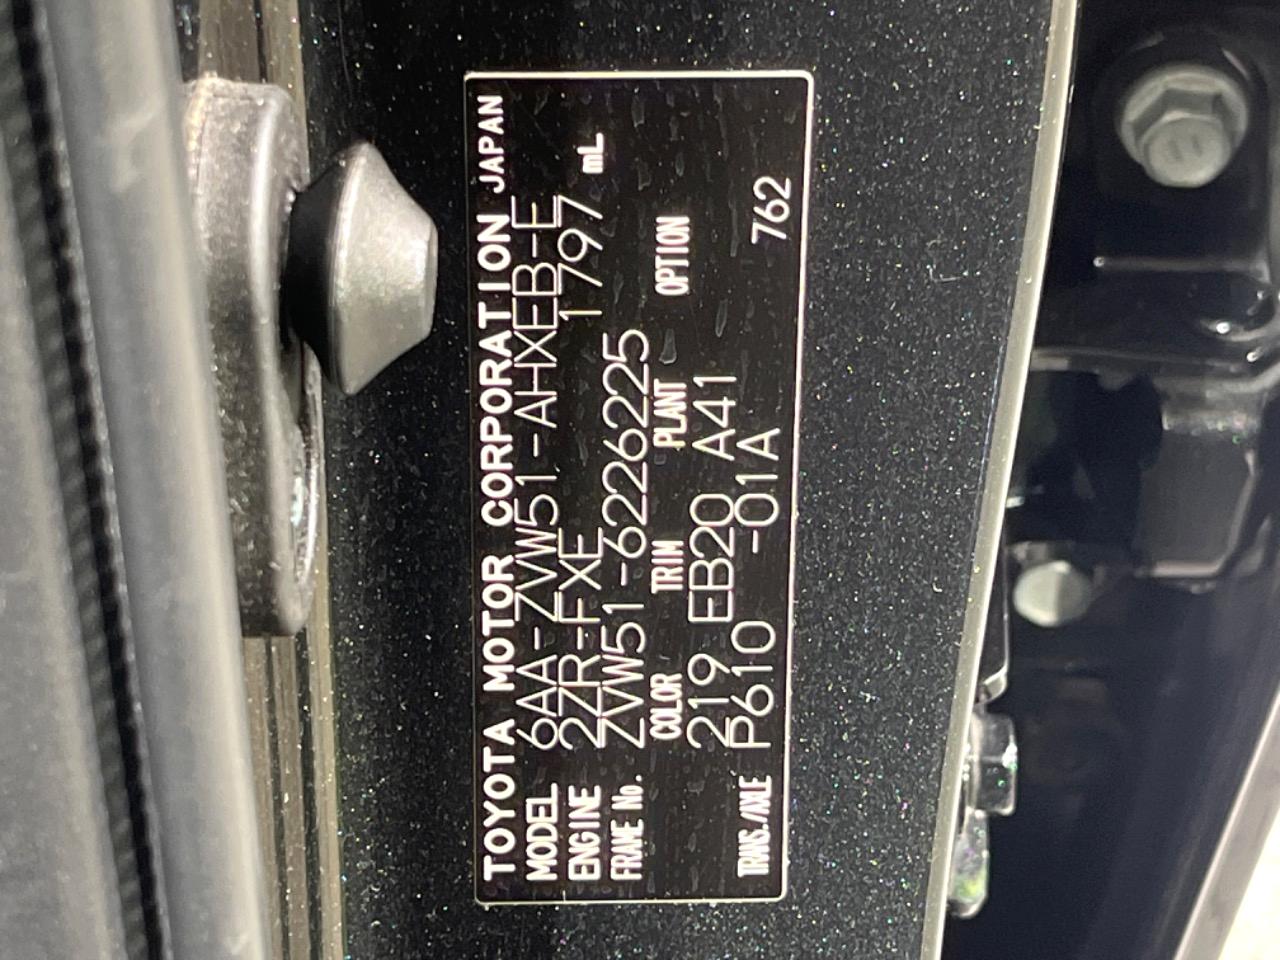 TOYOTA MOTOR CORPORATION JAPAN
MODEL 6AA-ZVW51-AHXEB-E
ENGINE 2ZR-FXE 1797 mL
FRAME No. ZVW51-6226225
COLOR TRIM PLANT OPTION
219 EB20 A41
TRANS./AXLE P610 -01A 762